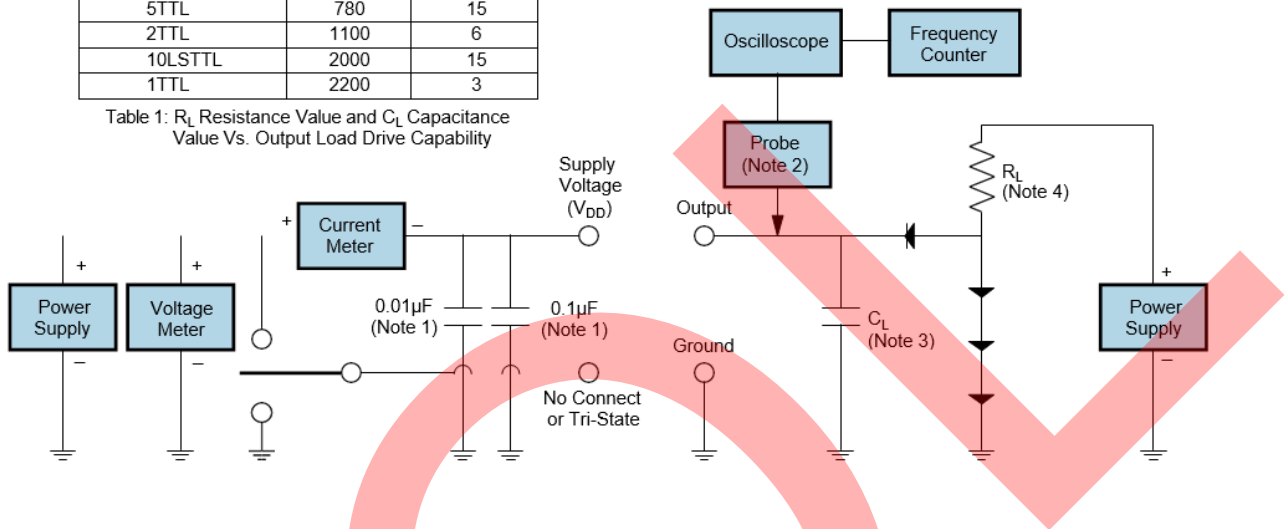 5TTL 780 15
2TTL 1100 6
10LSTTL 2000 15
1TTL 2200 3
Table 1: RL Resistance Value and CL Capacitance
Value Vs. Output Load Drive Capability
Oscilloscope
Frequency
Counter
Probe
(Note 2)
RL
(Note 4)
Supply
Voltage
(VDD)
Output
+
Current
Meter
–
+
Power
Supply
–
+
Voltage
Meter
–
0.01µF
(Note 1)
0.1µF
(Note 1)
CL
(Note 3)
+
Power
Supply
–
Ground
No Connect
or Tri-State